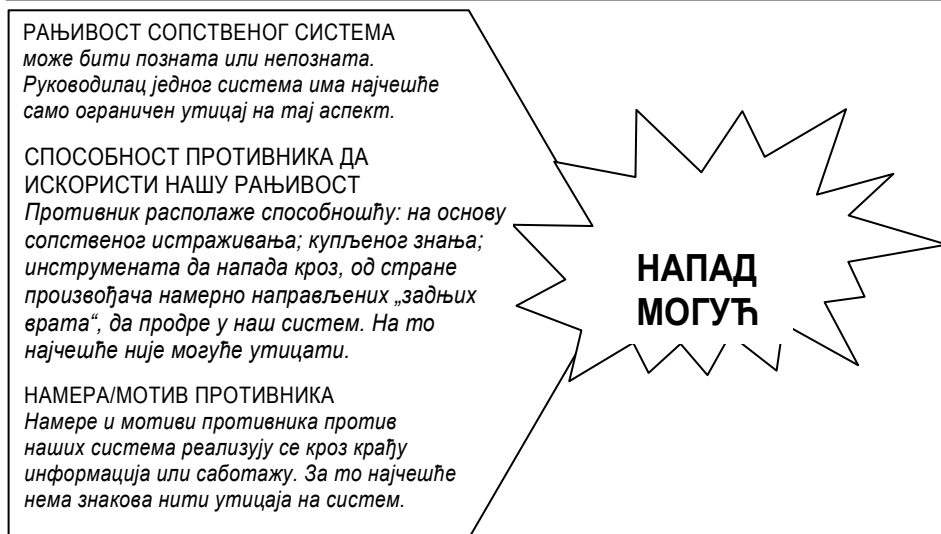 РАЊИВОСТ СОПСТВЕНОГ СИСТЕМА
може бити позната или непозната.
Руководилац једног система има најчешће
само ограничен утицај на тај аспект.
СПОСОБНОСТ ПРОТИВНИКА ДА
ИСКОРИСТИ НАШУ РАЊИВОСТ
Противник располаже способношћу: на основу
сопственог истраживања; купљеног знања;
инструмената да напада кроз, од стране
произвођача намерно направљених „задњих
врата“, да продре у наш систем. На то
најчешће није могуће утицати.
НАМЕРА/МОТИВ ПРОТИВНИКА
Намере и мотиви противника против
наших система реализују се кроз крађу
информација или саботажу. За то најчешће
нема знакова нити утицаја на систем.
НАПАД
МОГУЋ